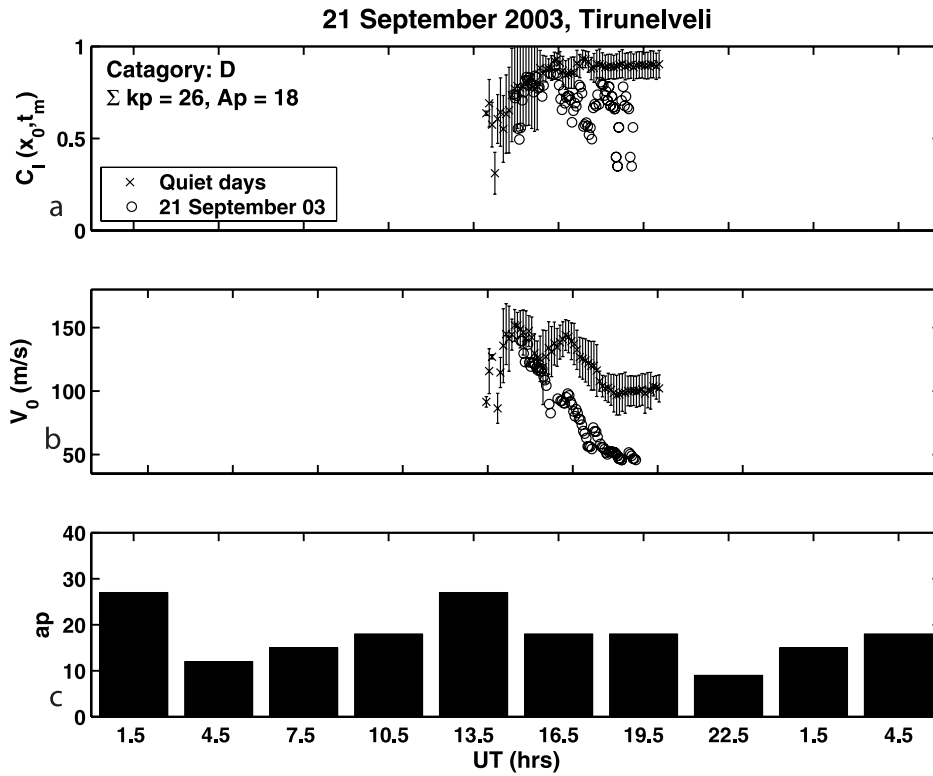 21 September 2003, Tirunelveli
a
C_I (x_0,t_m)
1
0.5
0
Catagory: D
Σ kp = 26, Ap = 18
Quiet days
21 September 03
b
V_0 (m/s)
150
100
50
c
ap
40
30
20
10
0
1.5 4.5 7.5 10.5 13.5 16.5 19.5 22.5 1.5 4.5
UT (hrs)